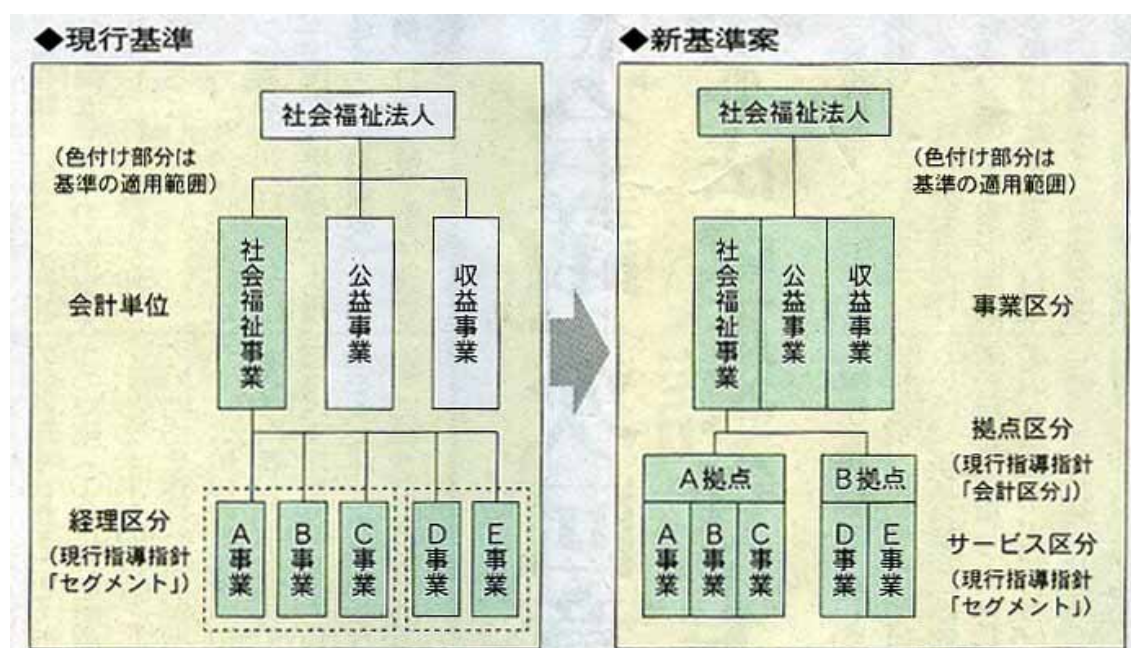 ◆現行基準
社会福祉法人
(色付け部分は
基準の適用範囲)
会計単位
社会福祉事業
公益事業
収益事業
経理区分
(現行指導指針
「セグメント」)
A事業
B事業
C事業
D事業
E事業
◆新基準案
社会福祉法人
(色付け部分は
基準の適用範囲)
社会福祉事業
公益事業
収益事業
事業区分
拠点区分
(現行指導指針
「会計区分」)
A拠点
B拠点
A事業
B事業
C事業
D事業
E事業
サービス区分
(現行指導指針
「セグメント」)